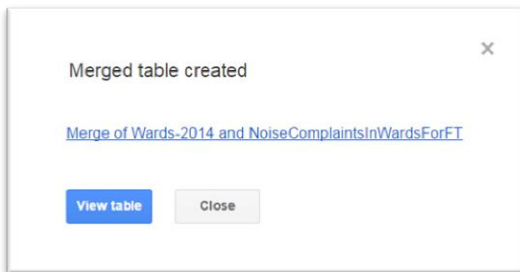 Merged table created
Merge of Wards-2014 and NoiseComplaintsInWardsForFT
View table Close